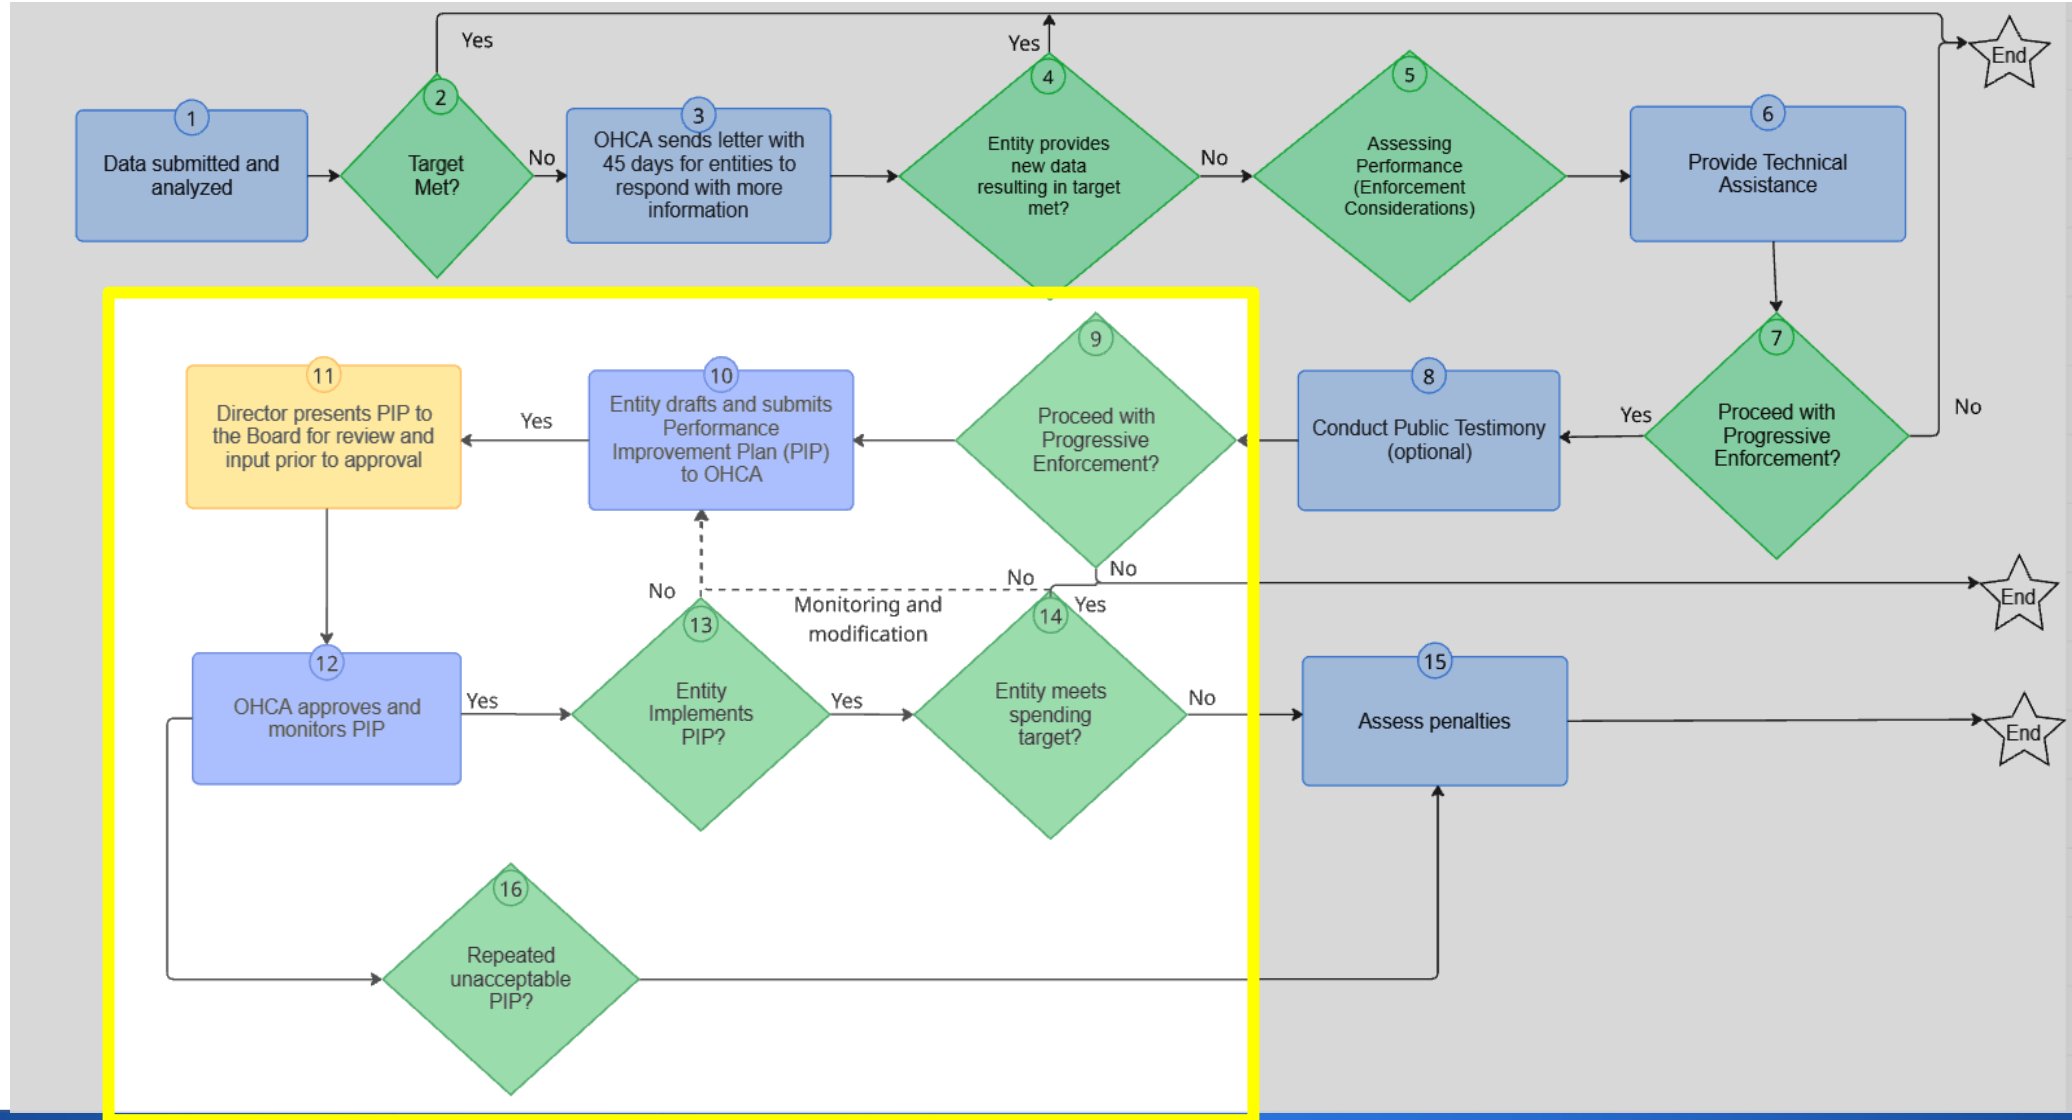 Yes
Yes
End
1
Data submitted and
analyzed
2
Target
Met?
No
3
OHCA sends letter with
45 days for entities to
respond with more
information
4
Entity provides
new data
resulting in target
met?
No
5
Assessing
Performance
(Enforcement
Considerations)
6
Provide Technical
Assistance
7
Proceed with
Progressive
Enforcement?
No
Yes
8
Conduct Public Testimony
(optional)
9
Proceed with
Progressive
Enforcement?
No
End
10
Entity drafts and submits
Performance
Improvement Plan (PIP)
to OHCA
Yes
11
Director presents PIP to
the Board for review and
input prior to approval
12
OHCA approves and
monitors PIP
Yes
13
Entity
Implements
PIP?
No
Monitoring and
modification
No
Yes
Yes
14
Entity meets
spending
target?
No
15
Assess penalties
End
16
Repeated
unacceptable
PIP?